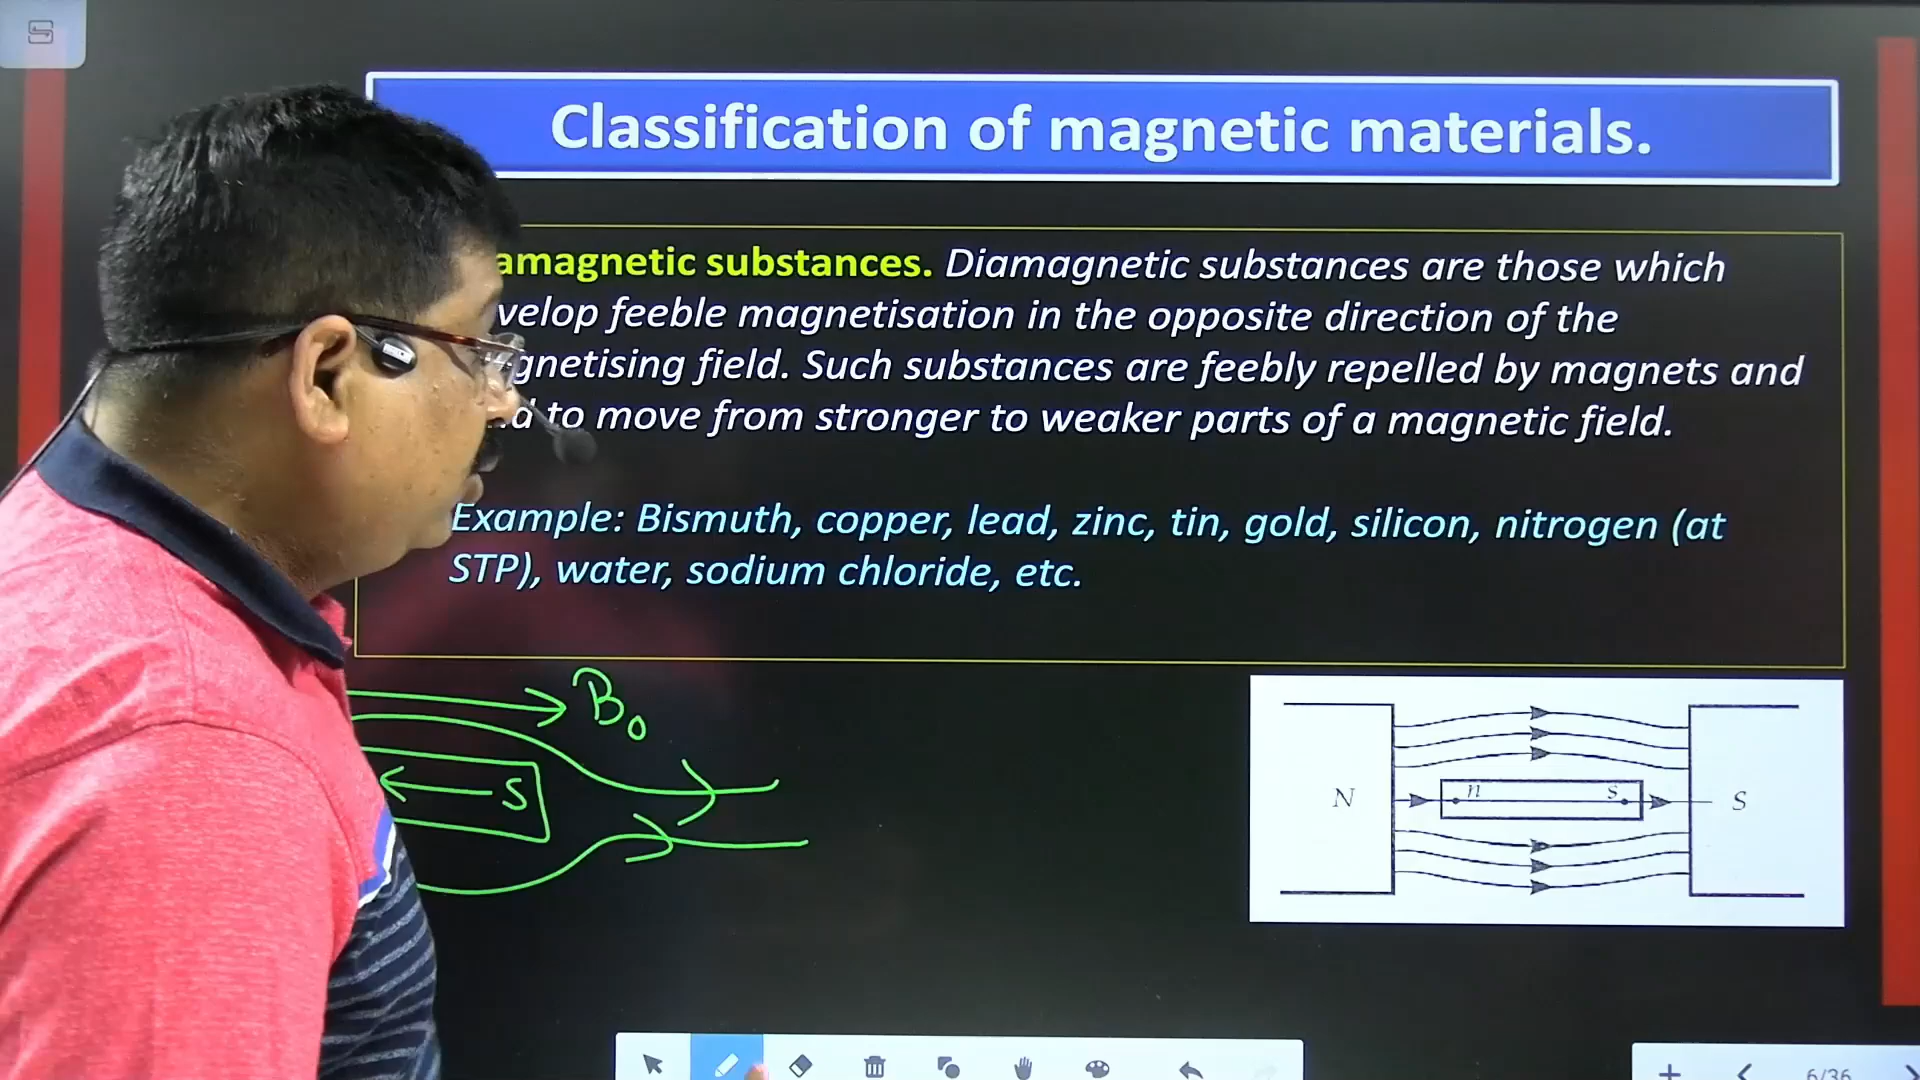 Classification of magnetic materials.
amagnetic substances. Diamagnetic substances are those which
velop feeble magnetisation in the opposite direction of the
gnetising field. Such substances are feebly repelled by magnets and
d to move from stronger to weaker parts of a magnetic field.
Example: Bismuth, copper, lead, zinc, tin, gold, silicon, nitrogen (at
STP), water, sodium chloride, etc.
B₀
S
N n s S
6/36